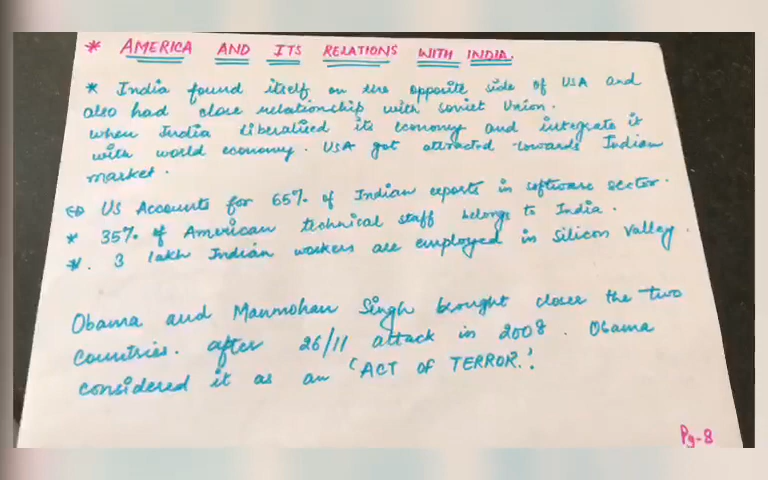 * AMERICA AND ITS RELATIONS WITH INDIA.
* India found itself on the opposite side of USA and
also had close relationship with soviet Union.
when India liberalized its economy and integrate it
with world economy. USA got attracted towards Indian
market.
⇔ US Accounts for 65% of Indian exports in software sector.
* 35% of American technical staff belongs to India.
*. 3 lakh Indian workers are employed in silicon valley.
Obama and Manmohan Singh brought closer the two
countries. after 26/11 attack in 2008. Obama
considered it as an 'ACT OF TERROR.'
Pg-8